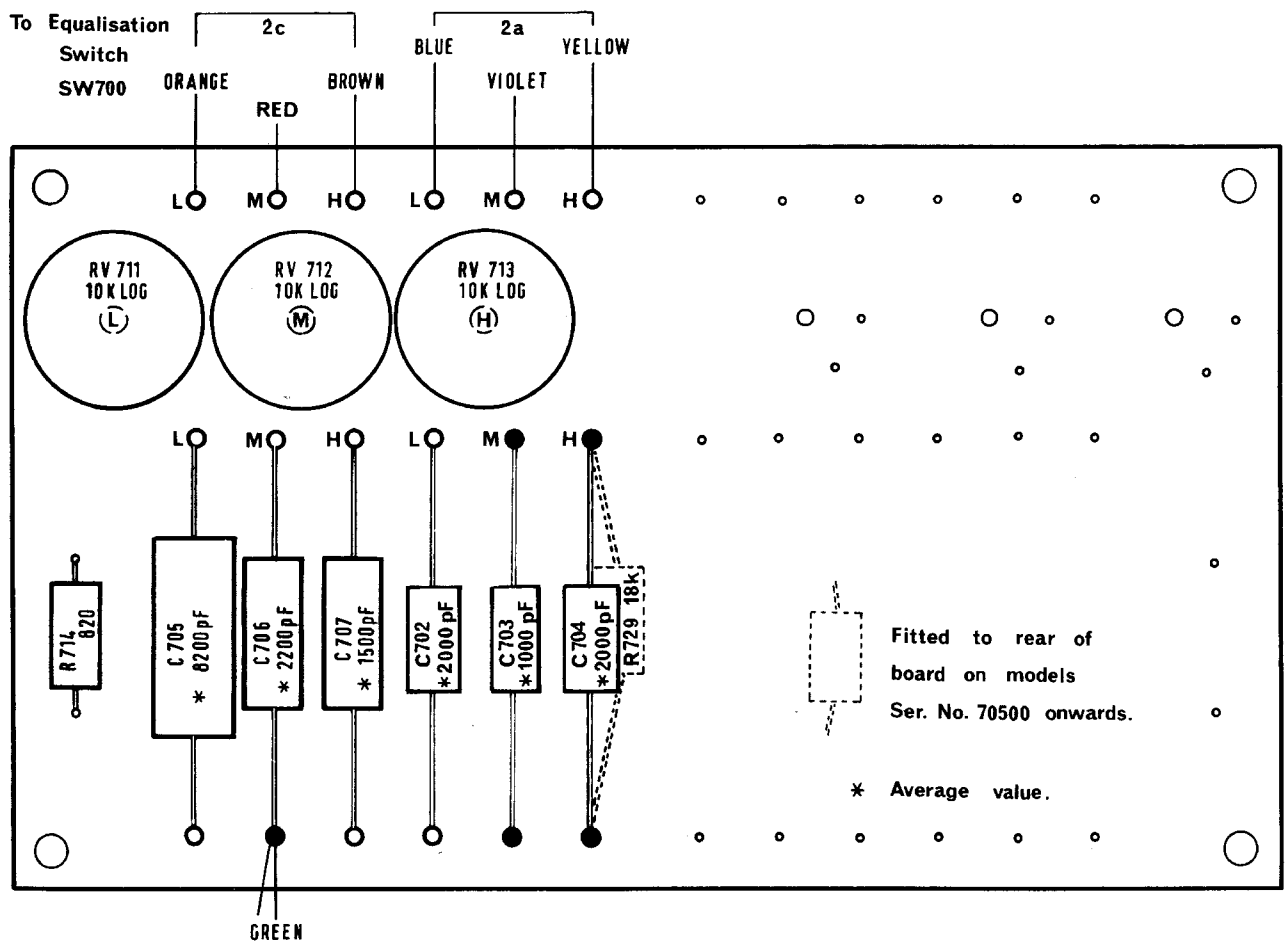 To Equalisation
Switch
SW700
2c
2a
ORANGE
RED
BROWN
BLUE
VIOLET
YELLOW
L
M
H
L
M
H
RV 711
10K LOG
L
RV 712
10K LOG
M
RV 713
10K LOG
H
L
M
H
L
M
H
R714
820
C705
* 8200pF
C706
* 2200pF
C707
* 1500pF
C702
*2000pF
C703
*1000pF
C704
*2000pF
R729 18k
Fitted to rear of
board on models
Ser. No. 70500 onwards.
* Average value.
GREEN